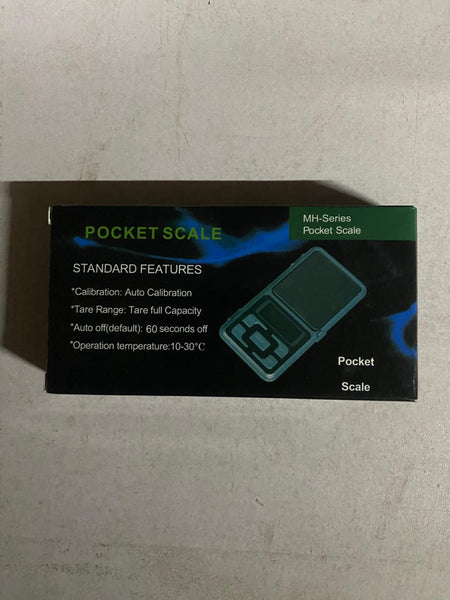 POCKET SCALE
MH-Series
Pocket Scale
STANDARD FEATURES
*Calibration: Auto Calibration
*Tare Range: Tare full Capacity
*Auto off(default): 60 seconds off
*Operation temperature:10-30°C
Pocket
Scale